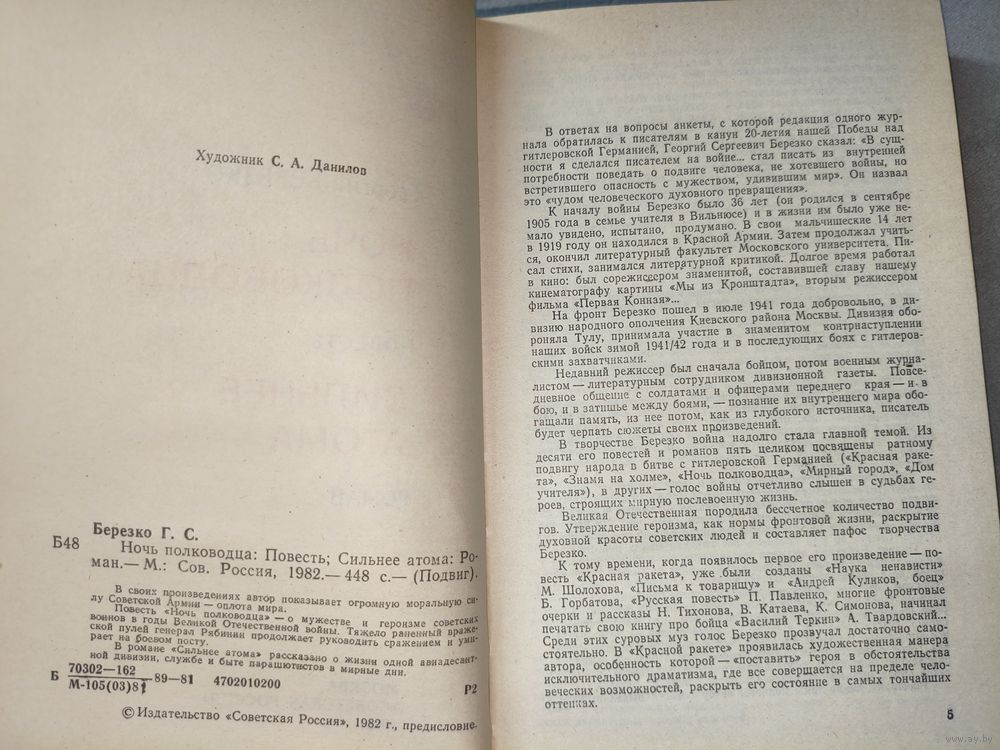 Художник С. А. Данилов
Березко Г. С.
Б48
Ночь полководца: Повесть; Сильнее атома: Ро-
ман.— М.: Сов. Россия, 1982.— 448 с.— (Подвиг).
В своих произведениях автор показывает огромную моральную си-
лу Советской Армии — оплота мира.
Повесть «Ночь полководца» — о мужестве и героизме советских
воинов в годы Великой Отечественной войны. Тяжело раненный враже-
ской пулей генерал Рябинин продолжает руководить сражением и уми-
рает на боевом посту.
В романе «Сильнее атома» рассказано о жизни одной авиадесант-
ной дивизии, службе и быте парашютистов в мирные дни.
Б 70302—162
М-105(03)81 89—81 4702010200
Р2
© Издательство «Советская Россия», 1982 г., предисловие.
В ответах на вопросы анкеты, с которой редакция одного жур-
нала обратилась к писателям в канун 20-летия нашей Победы над
гитлеровской Германией, Георгий Сергеевич Березко сказал: «В сущ-
ности я сделался писателем на войне... стал писать из внутренней
потребности поведать о подвиге человека, не хотевшего войны, но
встретившего опасность с мужеством, удивившим мир». Он назвал
это «чудом человеческого духовного превращения».
К началу войны Березко было 36 лет (он родился в сентябре
1905 года в семье учителя в Вильнюсе) и в жизни им было уже не-
мало увидено, испытано, продумано. В свои мальчишеские 14 лет
в 1919 году он находился в Красной Армии. Затем продолжал учить-
ся, окончил литературный факультет Московского университета. Пи-
сал стихи, занимался литературной критикой. Долгое время работал
в кино: был сорежиссером знаменитой, составившей славу нашему
кинематографу картины «Мы из Кронштадта», вторым режиссером
фильма «Первая Конная»...
На фронт Березко пошел в июле 1941 года добровольно, в ди-
визию народного ополчения Киевского района Москвы. Дивизия обо-
роняла Тулу, принимала участие в знаменитом контрнаступлении
наших войск зимой 1941/42 года и в последующих боях с гитлеров-
скими захватчиками.
Недавний режиссер был сначала бойцом, потом военным журна-
листом — литературным сотрудником дивизионной газеты. Повсе-
дневное общение с солдатами и офицерами переднего края — и в
бою, и в затишье между боями, — познание их внутреннего мира обо-
гащали память, из нее потом, как из глубокого источника, писатель
будет черпать сюжеты своих произведений.
В творчестве Березко война надолго стала главной темой. Из
десяти его повестей и романов пять целиком посвящены ратному
подвигу народа в битве с гитлеровской Германией («Красная раке-
та», «Знамя на холме», «Ночь полководца», «Мирный город», «Дом
учителя»), в других — голос войны отчетливо слышен в судьбах ге-
роев, строящих мирную послевоенную жизнь.
Великая Отечественная породила бессчетное количество подви-
гов. Утверждение героизма, как нормы фронтовой жизни, раскрытие
духовной красоты советских людей и составляет пафос творчества
Березко.
К тому времени, когда появилось первое его произведение — по-
весть «Красная ракета», уже были созданы «Наука ненависти»
М. Шолохова, «Письма к товарищу» и «Андрей Куликов, боец»
Б. Горбатова, «Русская повесть» П. Павленко, многие фронтовые
очерки и рассказы Н. Тихонова, В. Катаева, К. Симонова, начинал
печатать свою книгу про бойца «Василий Теркин» А. Твардовский...
Среди этих суровых муз голос Березко прозвучал достаточно само-
стоятельно. В «Красной ракете» проявилась художественная манера
автора, особенность которой — «поставить» героя в обстоятельства
исключительного драматизма, где все совершается на пределе чело-
веческих возможностей, раскрыть его состояние в самых тончайших
оттенках.
5
www.ay.by